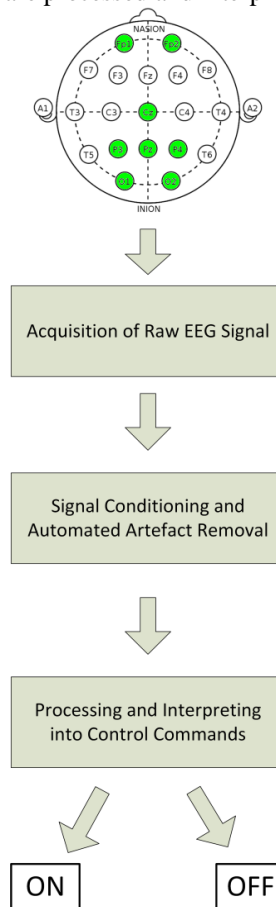 NASION
Fp1 Fp2
F7 F3 Fz F4 F8
A1 T3 C3 Cz C4 T4 A2
T5 P3 Pz P4 T6
O1 O2
INION
Acquisition of Raw EEG Signal
Signal Conditioning and
Automated Artefact Removal
Processing and Interpreting
into Control Commands
ON OFF